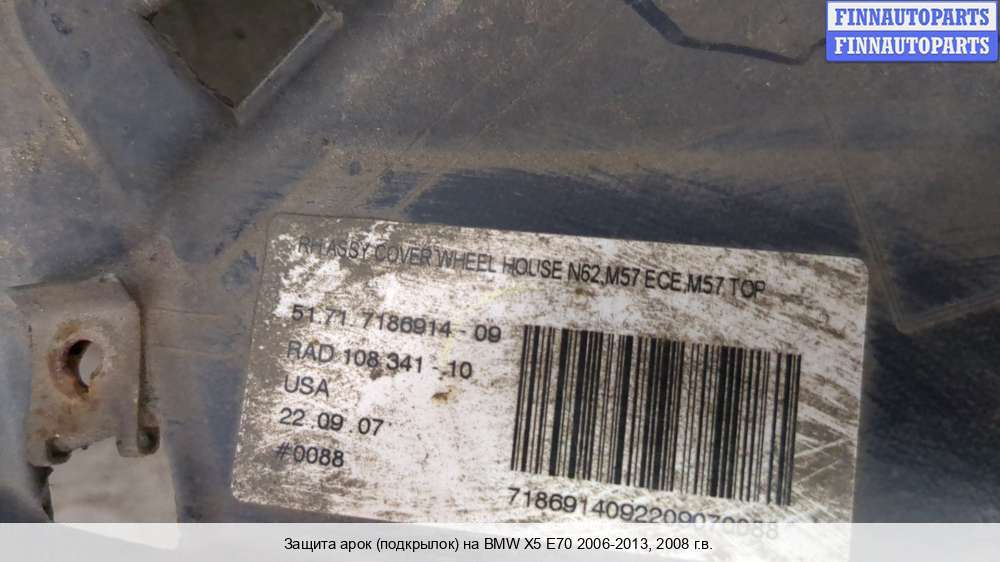 FINNAUTOPARTS
FINNAUTOPARTS
RH ASSY COVER WHEEL HOUSE N62,M57 ECE,M57 TOP
51.71. 7186914 - 09
RAD 108 341 - 10
USA
22 09 . 07
#0088
7186914092209070088
Защита арок (подкрылок) на BMW X5 E70 2006-2013, 2008 г.в.